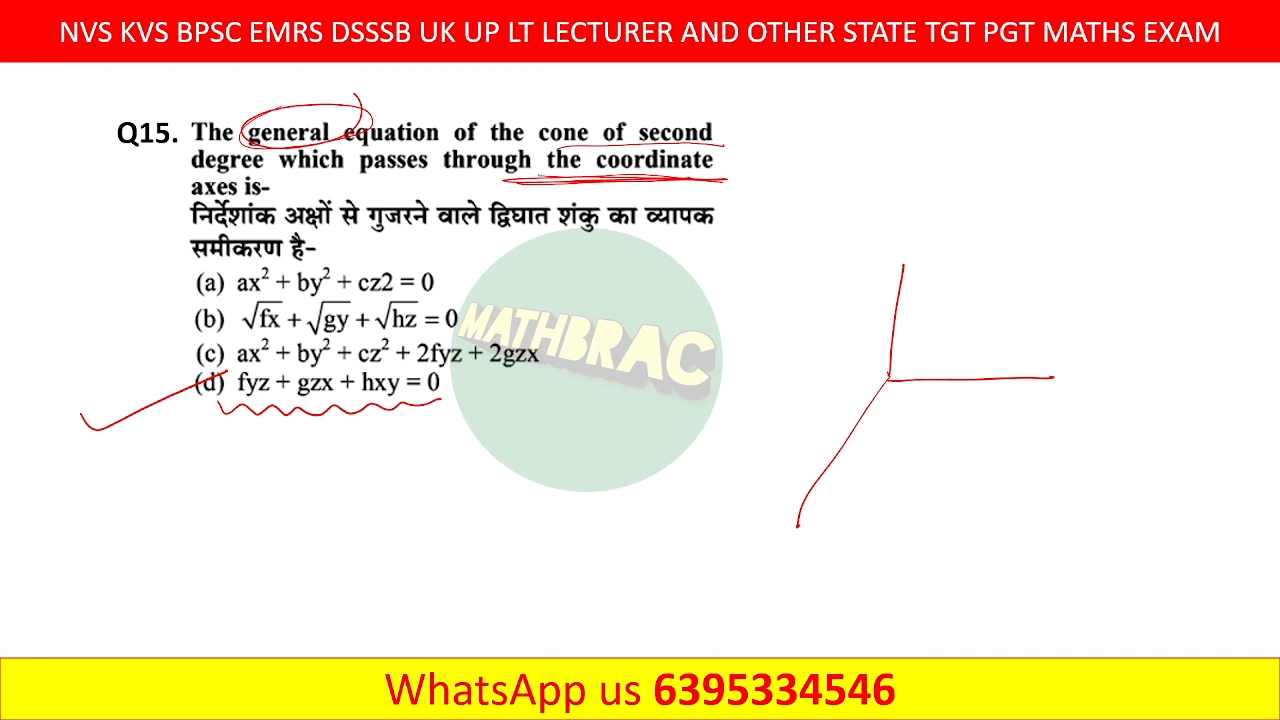 NVS KVS BPSC EMRS DSSSB UK UP LT LECTURER AND OTHER STATE TGT PGT MATHS EXAM
Q15. The general equation of the cone of second
degree which passes through the coordinate
axes is-
निर्देशांक अक्षों से गुजरने वाले द्विघात शंकु का व्यापक
समीकरण है–
(a) ax² + by² + cz2 = 0
(b) √fx + √gy + √hz = 0
(c) ax² + by² + cz² + 2fyz + 2gzx
(d) fyz + gzx + hxy = 0
MATHBRAC
WhatsApp us 6395334546